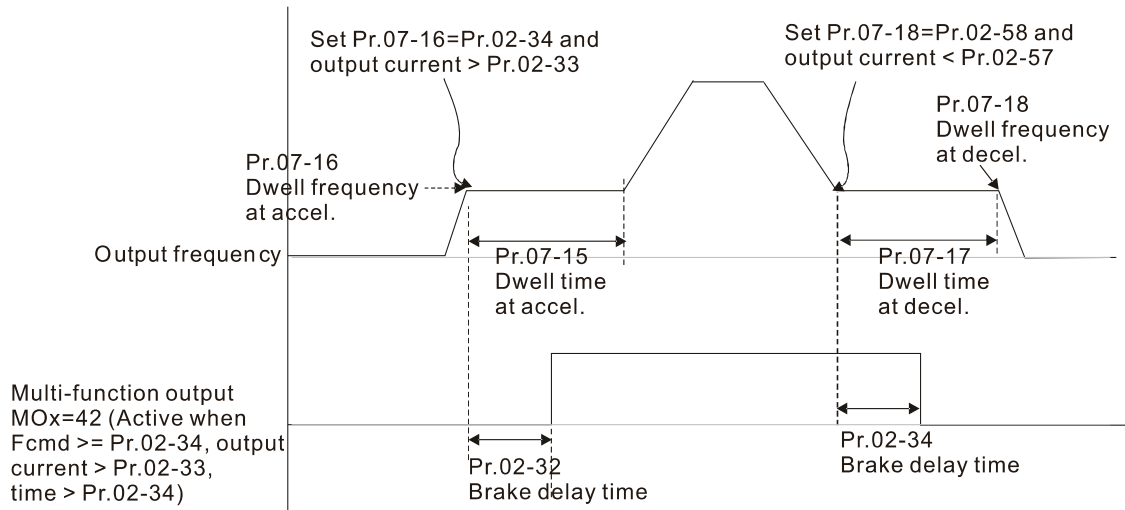 Set Pr.07-16=Pr.02-34 and
output current > Pr.02-33
Set Pr.07-18=Pr.02-58 and
output current < Pr.02-57
Pr.07-18
Dwell frequency
at decel.
Pr.07-16
Dwell frequency
at accel.
Output frequency
Pr.07-15
Dwell time
at accel.
Pr.07-17
Dwell time
at decel.
Multi-function output
MOx=42 (Active when
Fcmd >= Pr.02-34, output
current > Pr.02-33,
time > Pr.02-34)
Pr.02-32
Brake delay time
Pr.02-34
Brake delay time